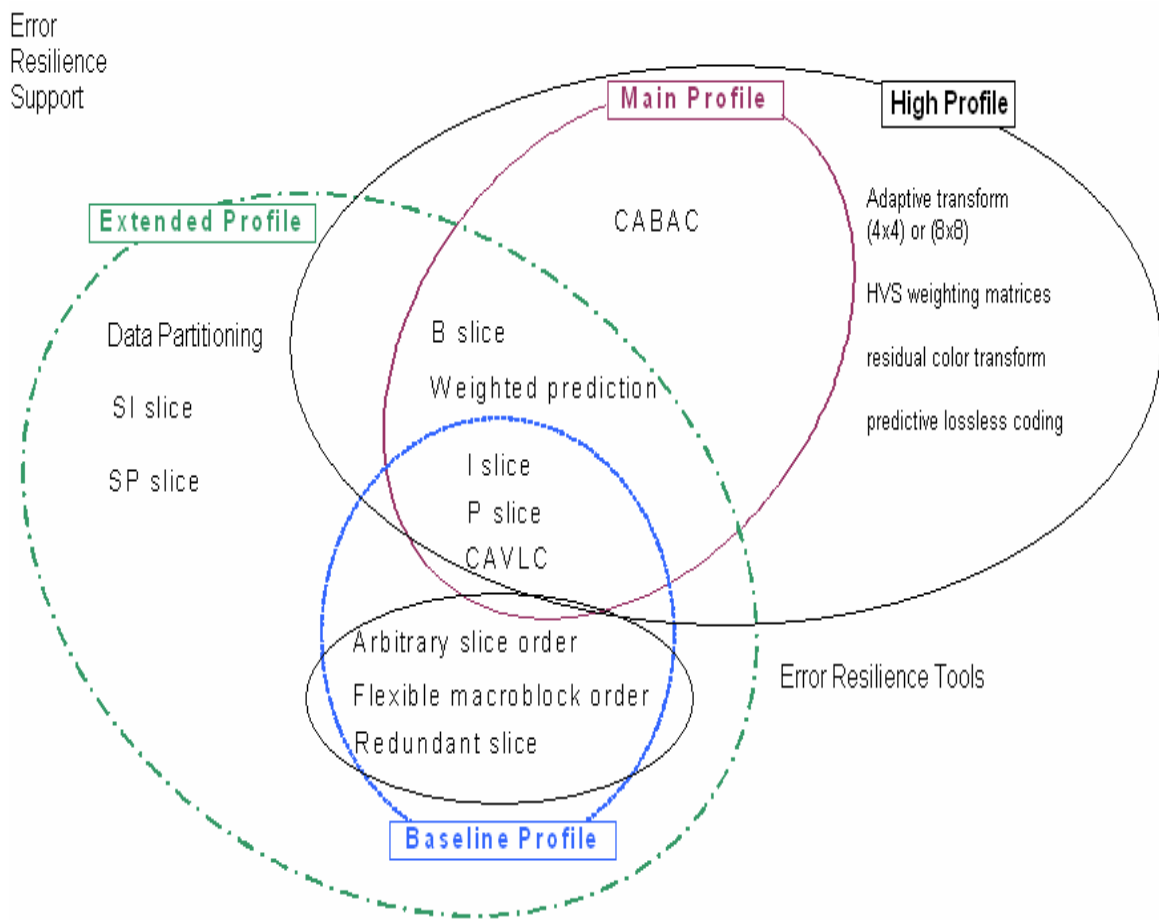 Error
Resilience
Support
Main Profile
High Profile
Extended Profile
CABAC
Adaptive transform
(4x4) or (8x8)
HVS weighting matrices
residual color transform
predictive lossless coding
Data Partitioning
SI slice
SP slice
B slice
Weighted prediction
I slice
P slice
CAVLC
Arbitrary slice order
Flexible macroblock order
Redundant slice
Error Resilience Tools
Baseline Profile